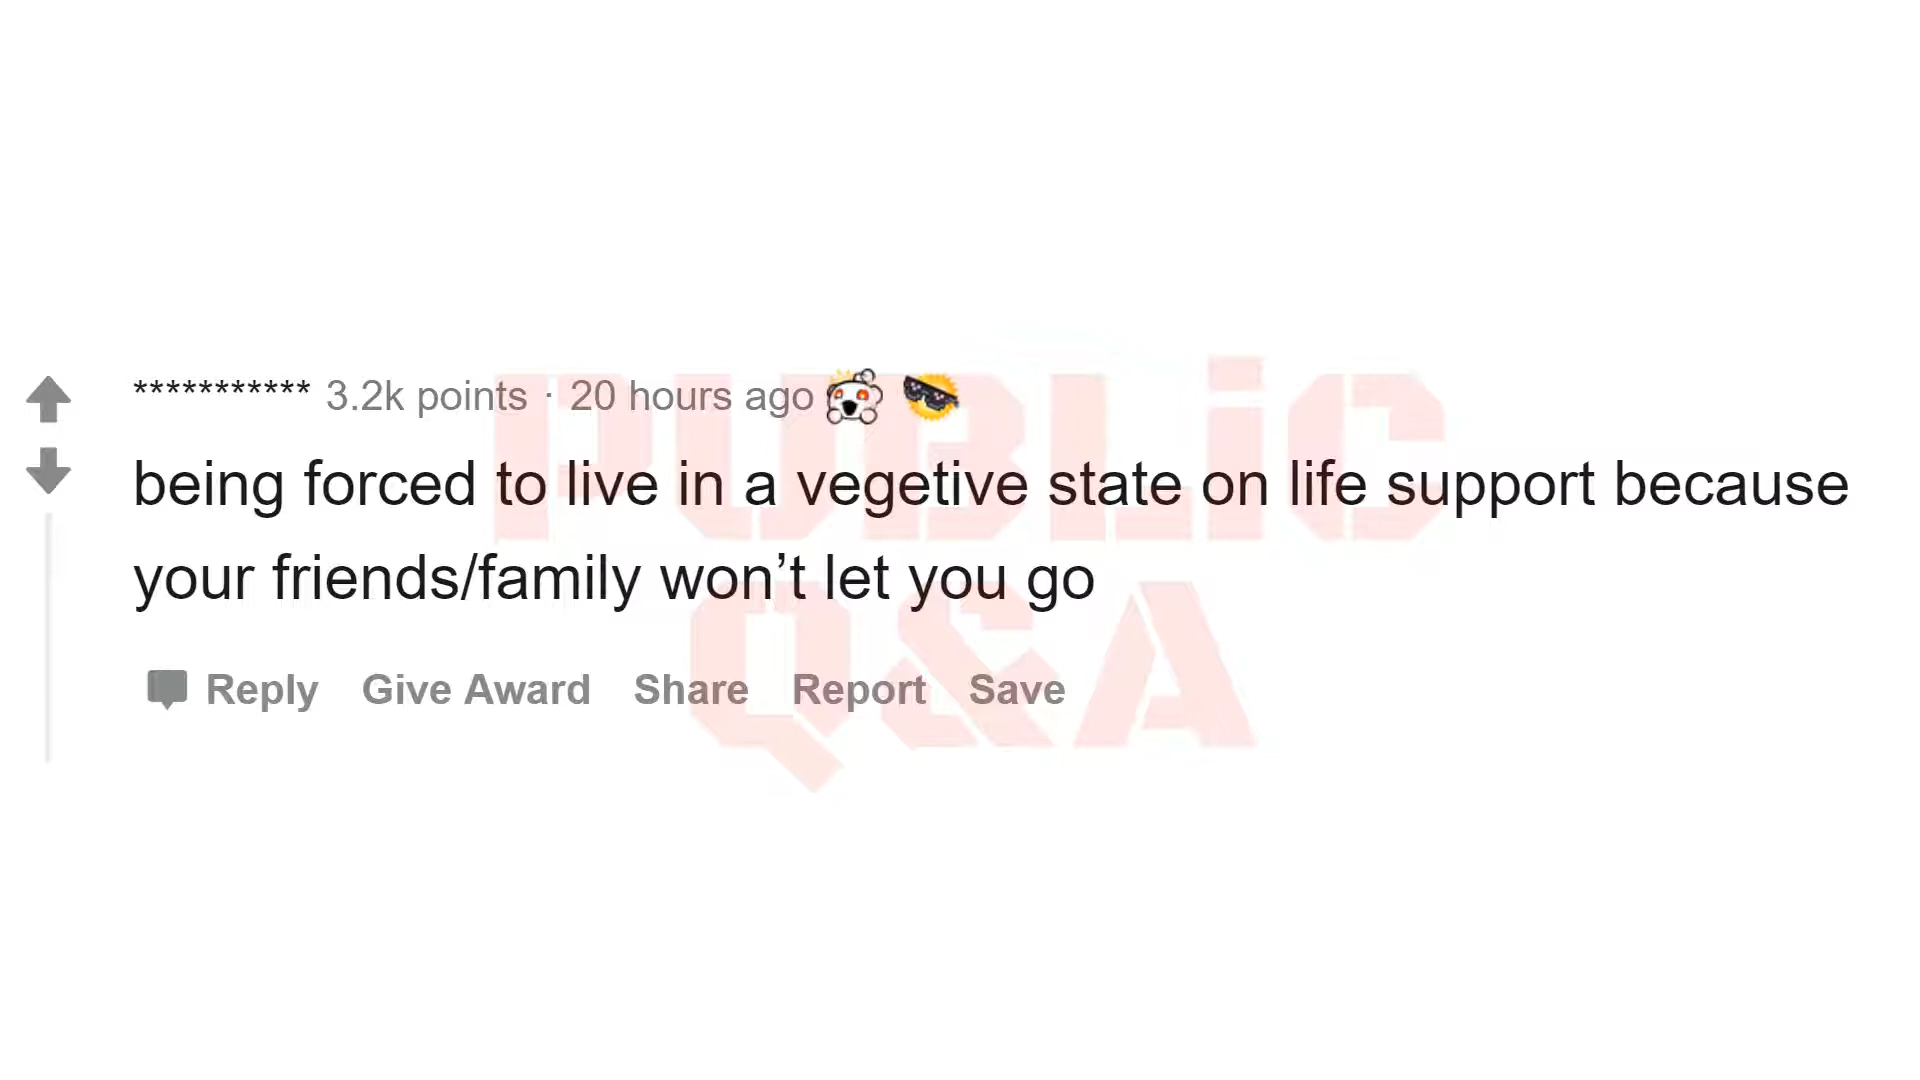 *********** 3.2k points · 20 hours ago
being forced to live in a vegetive state on life support because
your friends/family won’t let you go
Reply Give Award Share Report Save
PUBLiC
Q&A